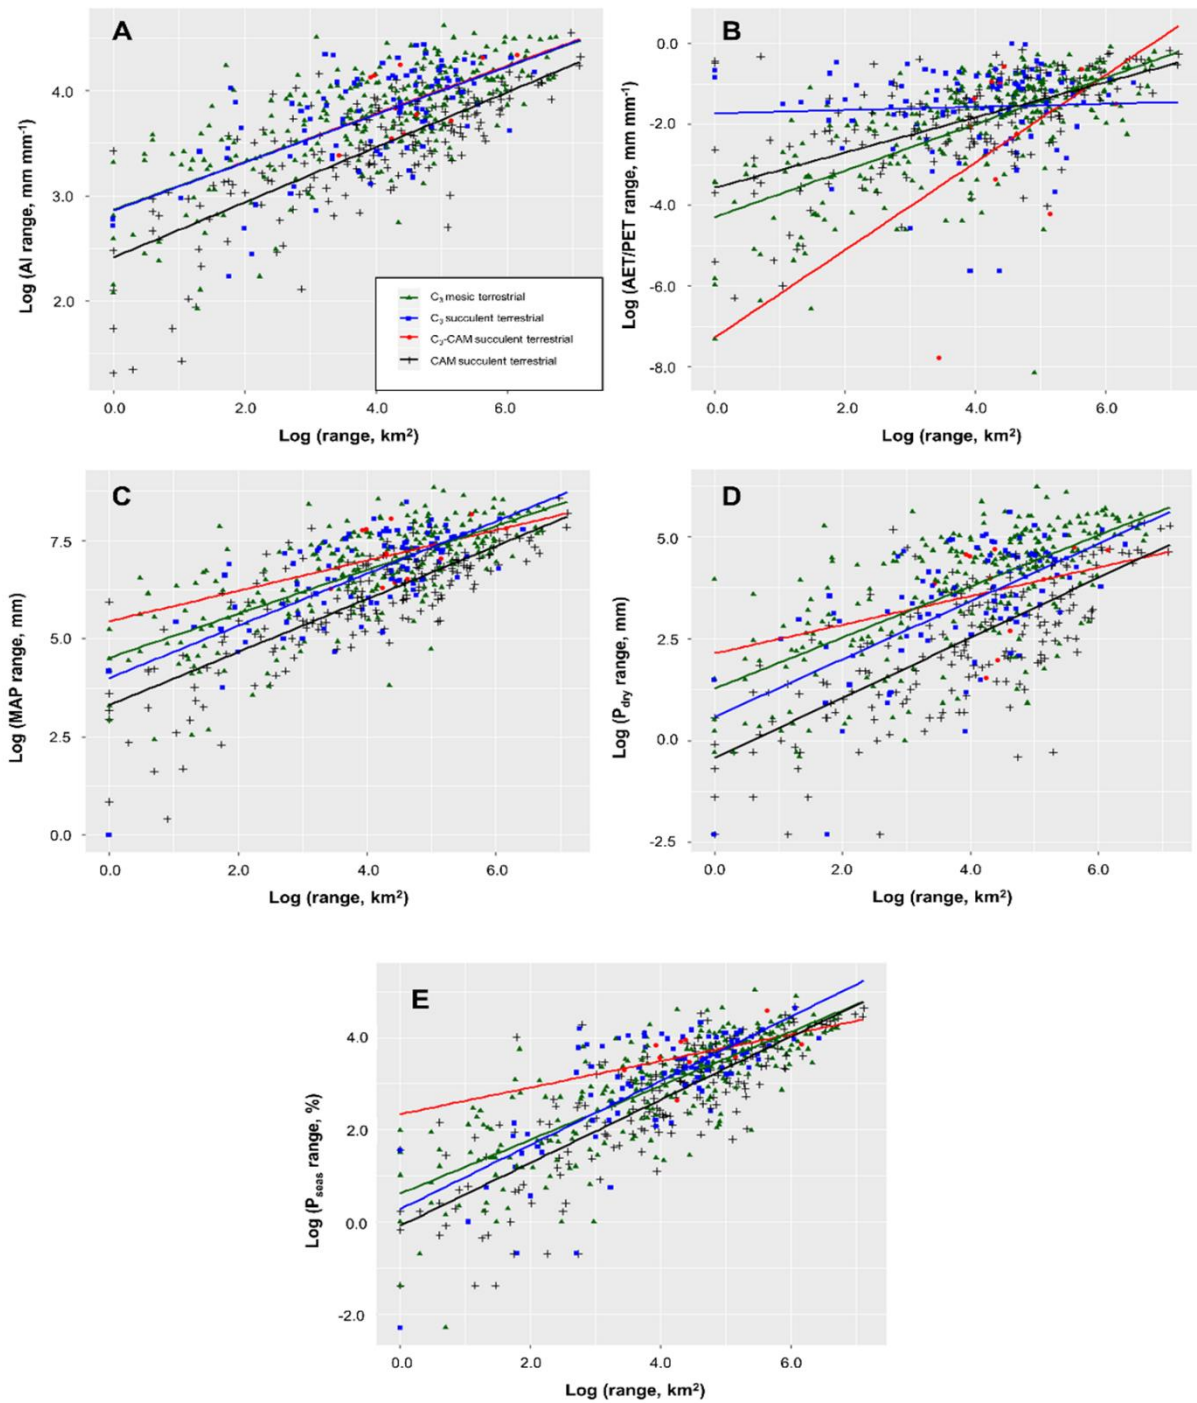 A
Log (AI range, mm mm⁻¹)
4.0
3.0
2.0
C₃ mesic terrestrial
C₃ succulent terrestrial
C₃-CAM succulent terrestrial
CAM succulent terrestrial
0.0 2.0 4.0 6.0
Log (range, km²)
B
Log (AET/PET range, mm mm⁻¹)
0.0
-2.0
-4.0
-6.0
-8.0
0.0 2.0 4.0 6.0
Log (range, km²)
C
Log (MAP range, mm)
7.5
5.0
2.5
0.0
0.0 2.0 4.0 6.0
Log (range, km²)
D
Log (P_dry range, mm)
5.0
2.5
0.0
-2.5
0.0 2.0 4.0 6.0
Log (range, km²)
E
Log (P_seas range, %)
4.0
2.0
0.0
-2.0
0.0 2.0 4.0 6.0
Log (range, km²)